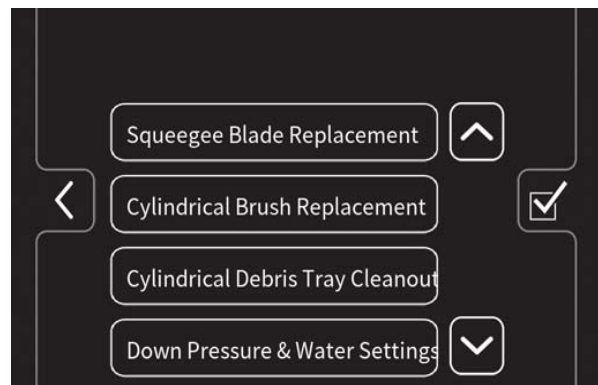 Squeegee Blade Replacement
Cylindrical Brush Replacement
Cylindrical Debris Tray Cleanout
Down Pressure & Water Settings